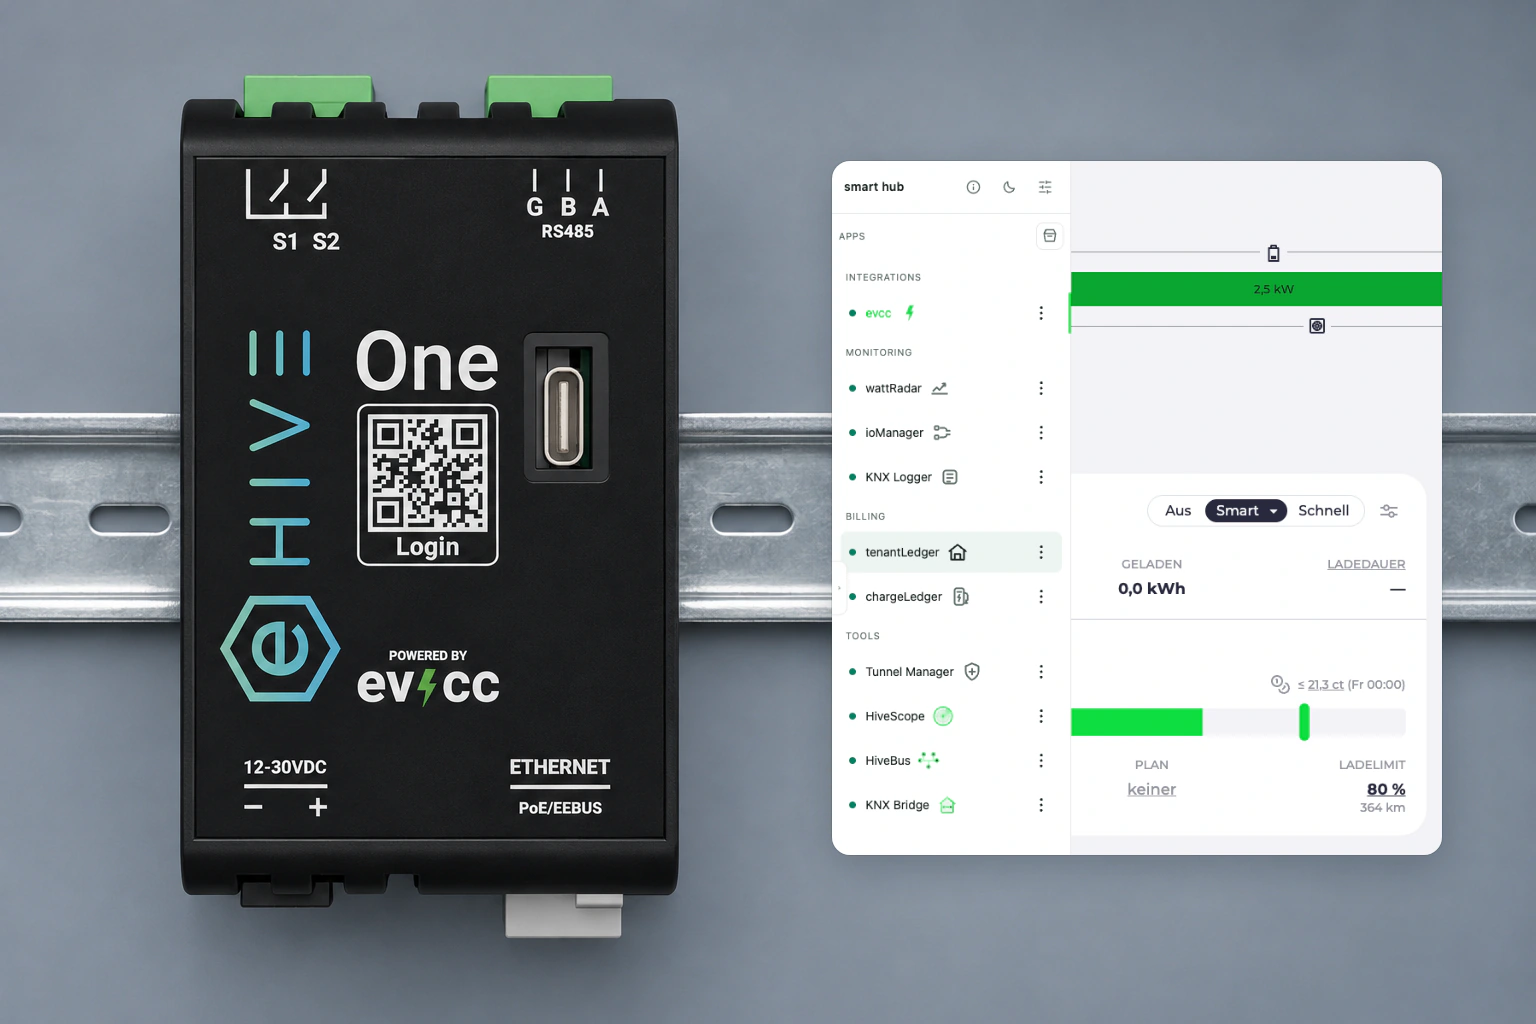 S1 S2
G B A
RS485
HIVE
One
Login
e
POWERED BY
evcc
12-30VDC
− +
ETHERNET
PoE/EEBUS
smart hub
APPS
INTEGRATIONS
evcc
MONITORING
wattRadar
ioManager
KNX Logger
BILLING
tenantLedger
chargeLedger
TOOLS
Tunnel Manager
HiveScope
HiveBus
KNX Bridge
2,5 kW
Aus Smart Schnell
GELADEN LADEDAUER
0,0 kWh —
≤ 21,3 ct (Fr 00:00)
PLAN LADELIMIT
keiner 80 %
364 km